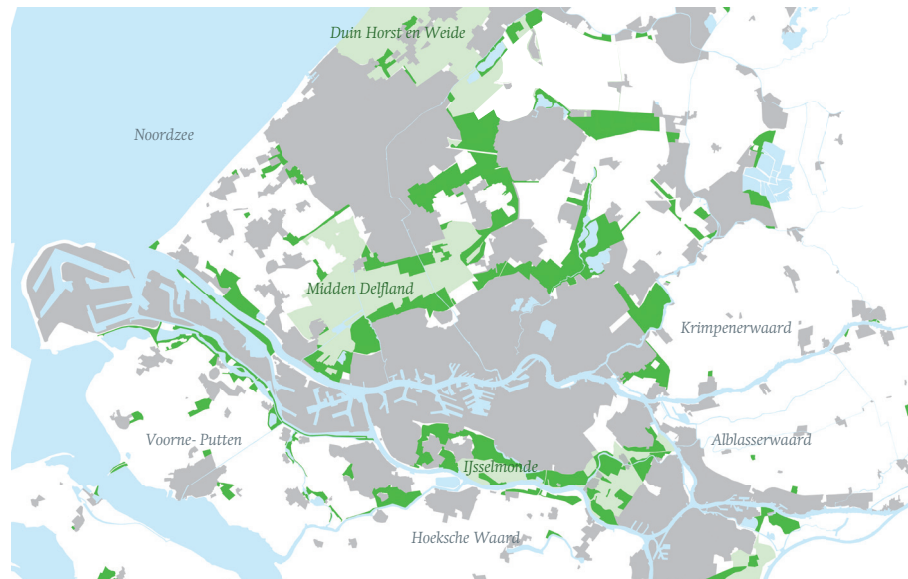 Duin Horst en Weide
Noordzee
Midden Delfland
Krimpenerwaard
Voorne- Putten
Alblasserwaard
IJsselmonde
Hoeksche Waard